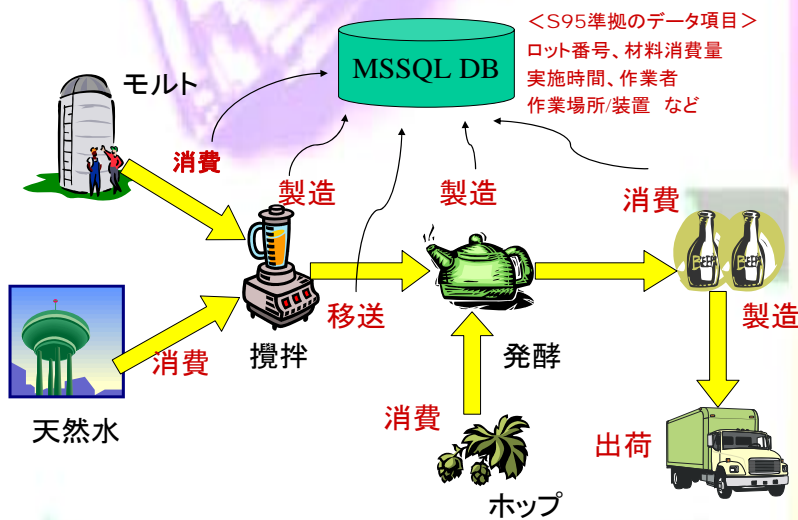 <S95準拠のデータ項目>
ロット番号、材料消費量
実施時間、作業者
作業場所/装置 など
MSSQL DB
モルト
消費
製造
製造
消費
移送
攪拌
発酵
製造
消費
天然水
消費
ホップ
出荷
BEER
BEER